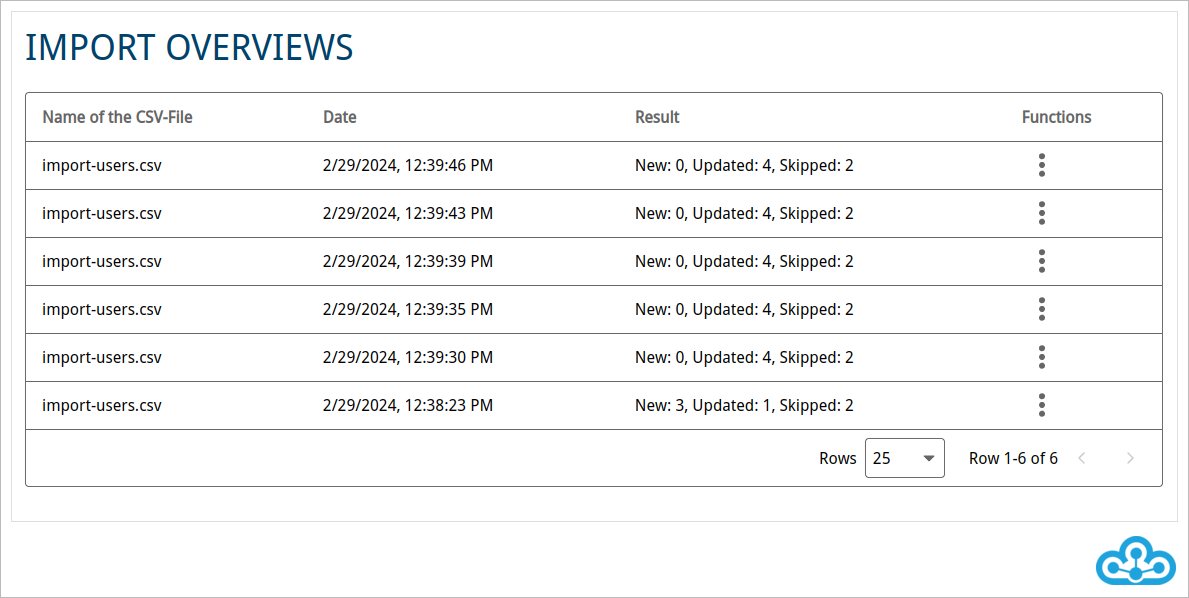 IMPORT OVERVIEWS
Name of the CSV-File Date Result Functions
import-users.csv 2/29/2024, 12:39:46 PM New: 0, Updated: 4, Skipped: 2
import-users.csv 2/29/2024, 12:39:43 PM New: 0, Updated: 4, Skipped: 2
import-users.csv 2/29/2024, 12:39:39 PM New: 0, Updated: 4, Skipped: 2
import-users.csv 2/29/2024, 12:39:35 PM New: 0, Updated: 4, Skipped: 2
import-users.csv 2/29/2024, 12:39:30 PM New: 0, Updated: 4, Skipped: 2
import-users.csv 2/29/2024, 12:38:23 PM New: 3, Updated: 1, Skipped: 2
Rows 25 Row 1-6 of 6